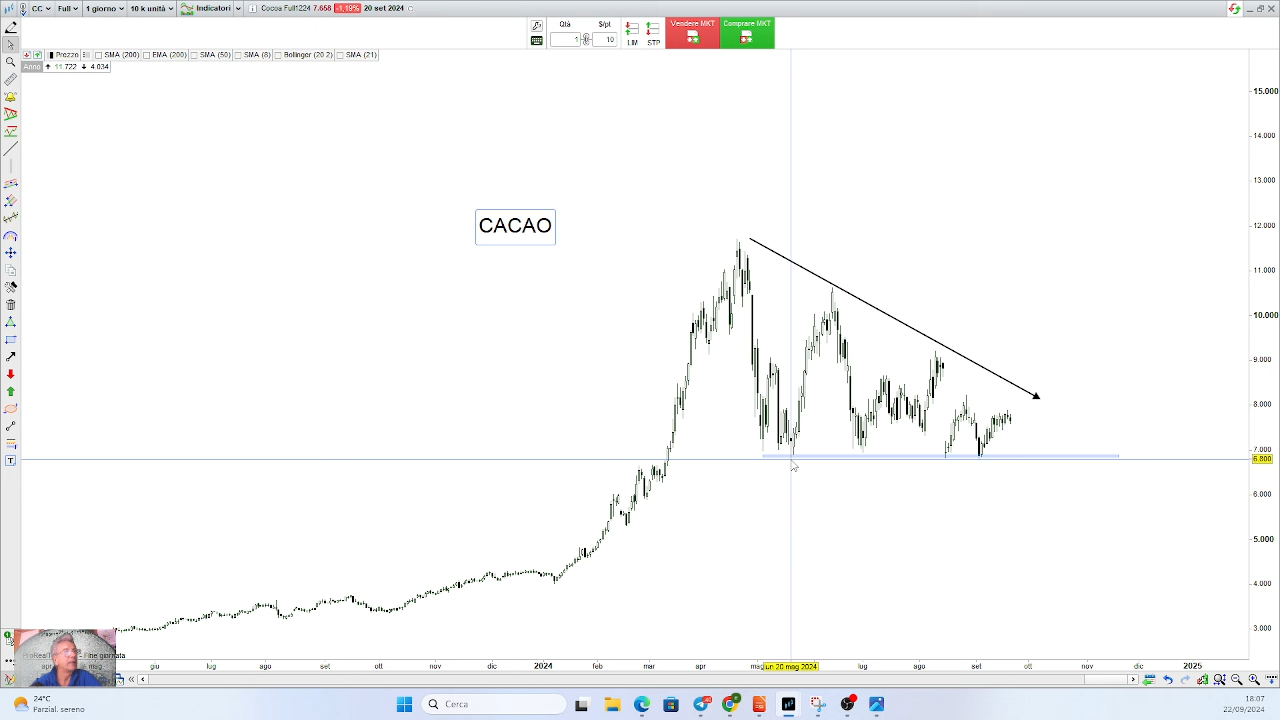 CC Full 1 giorno 10 k unità Indicatori Cocoa Full1224 7.658 -1,19% 20 set 2024
Qtà $/pt Vendere MKT Comprare MKT
1 10 LIM STP
Prezzo SMA (200) EMA (200) SMA (50) SMA (8) Bollinger (20 2) SMA (21)
Anno 11.722 4.034
15.000
14.000
13.000
12.000
CACAO
11.000
10.000
9.000
8.000
7.000
6.800
6.000
5.000
4.000
3.000
giu lug ago set ott nov dic 2024 feb mar apr lun 20 mag 2024 lug ago set ott nov dic 2025
24°C
Parzial. sereno
Cerca
18:07
22/09/2024